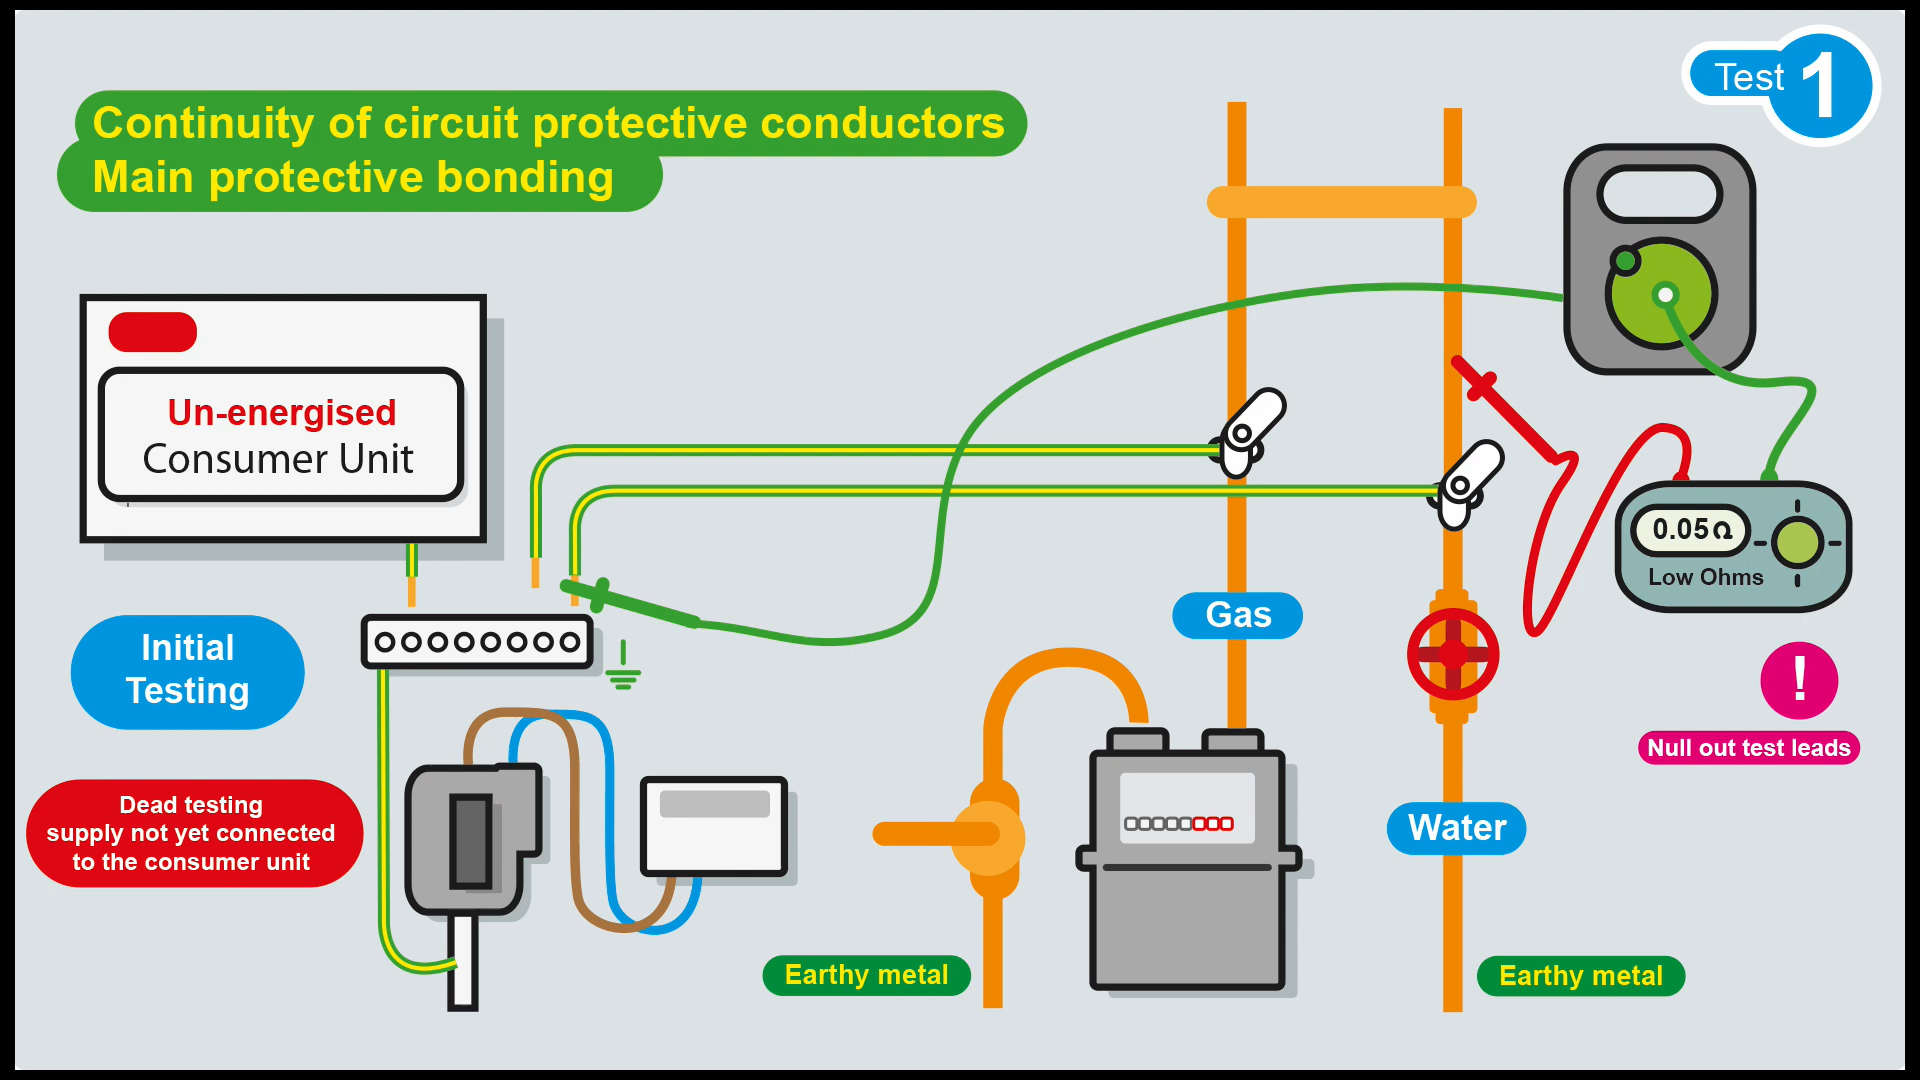 Test 1
Continuity of circuit protective conductors
Main protective bonding
Un-energised
Consumer Unit
0.05Ω
Low Ohms
Gas
Initial
Testing
!
Null out test leads
Dead testing
supply not yet connected
to the consumer unit
Water
Earthy metal
Earthy metal